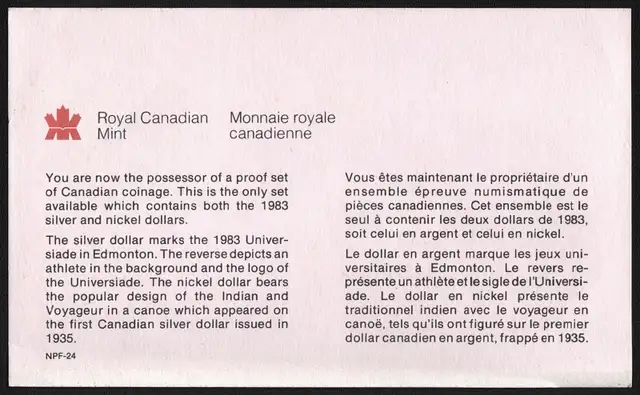 Royal Canadian
Mint
Monnaie royale
canadienne
You are now the possessor of a proof set
of Canadian coinage. This is the only set
available which contains both the 1983
silver and nickel dollars.
The silver dollar marks the 1983 Univer-
siade in Edmonton. The reverse depicts an
athlete in the background and the logo of
the Universiade. The nickel dollar bears
the popular design of the Indian and
Voyageur in a canoe which appeared on
the first Canadian silver dollar issued in
1935.
NPF-24
Vous êtes maintenant le propriétaire d'un
ensemble épreuve numismatique de
pièces canadiennes. Cet ensemble est le
seul à contenir les deux dollars de 1983,
soit celui en argent et celui en nickel.
Le dollar en argent marque les jeux uni-
versitaires à Edmonton. Le revers re-
présente un athlète et le sigle de l'Universi-
ade. Le dollar en nickel présente le
traditionnel indien avec le voyageur en
canoë, tels qu'ils ont figuré sur le premier
dollar canadien en argent, frappé en 1935.